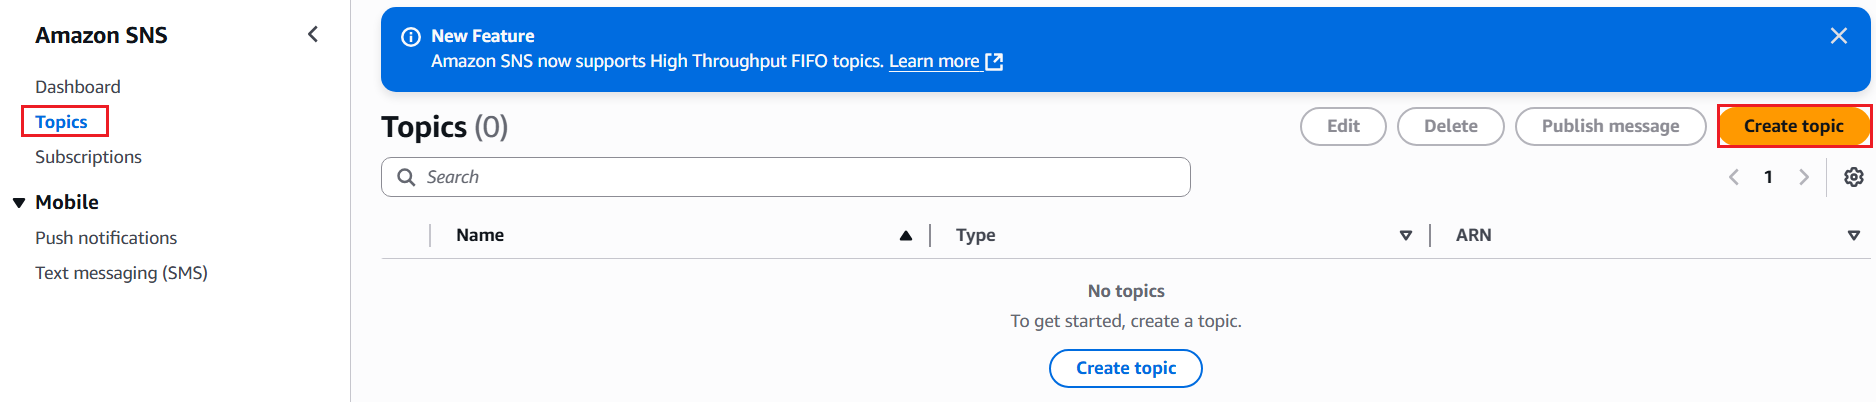 Amazon SNS
Dashboard
Topics
Subscriptions
Mobile
Push notifications
Text messaging (SMS)
New Feature
Amazon SNS now supports High Throughput FIFO topics. Learn more
Topics (0)
Edit
Delete
Publish message
Create topic
Search
1
Name
Type
ARN
No topics
To get started, create a topic.
Create topic